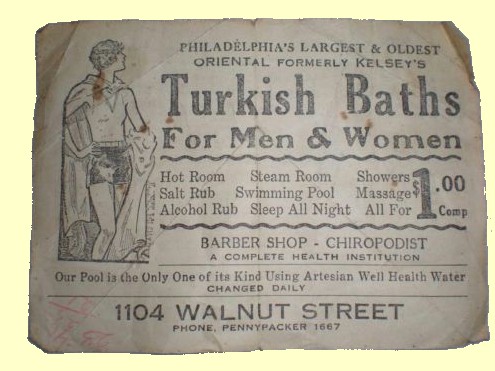 PHILADELPHIA'S LARGEST & OLDEST
ORIENTAL FORMERLY KELSEY'S
Turkish Baths
For Men & Women
Hot Room Steam Room Showers
Salt Rub Swimming Pool Massage
Alcohol Rub Sleep All Night All For
$1.00 Comp
BARBER SHOP - CHIROPODIST
A COMPLETE HEALTH INSTITUTION
Our Pool is the Only One of its Kind Using Artesian Well Health Water
CHANGED DAILY
1104 WALNUT STREET
PHONE, PENNYPACKER 1667